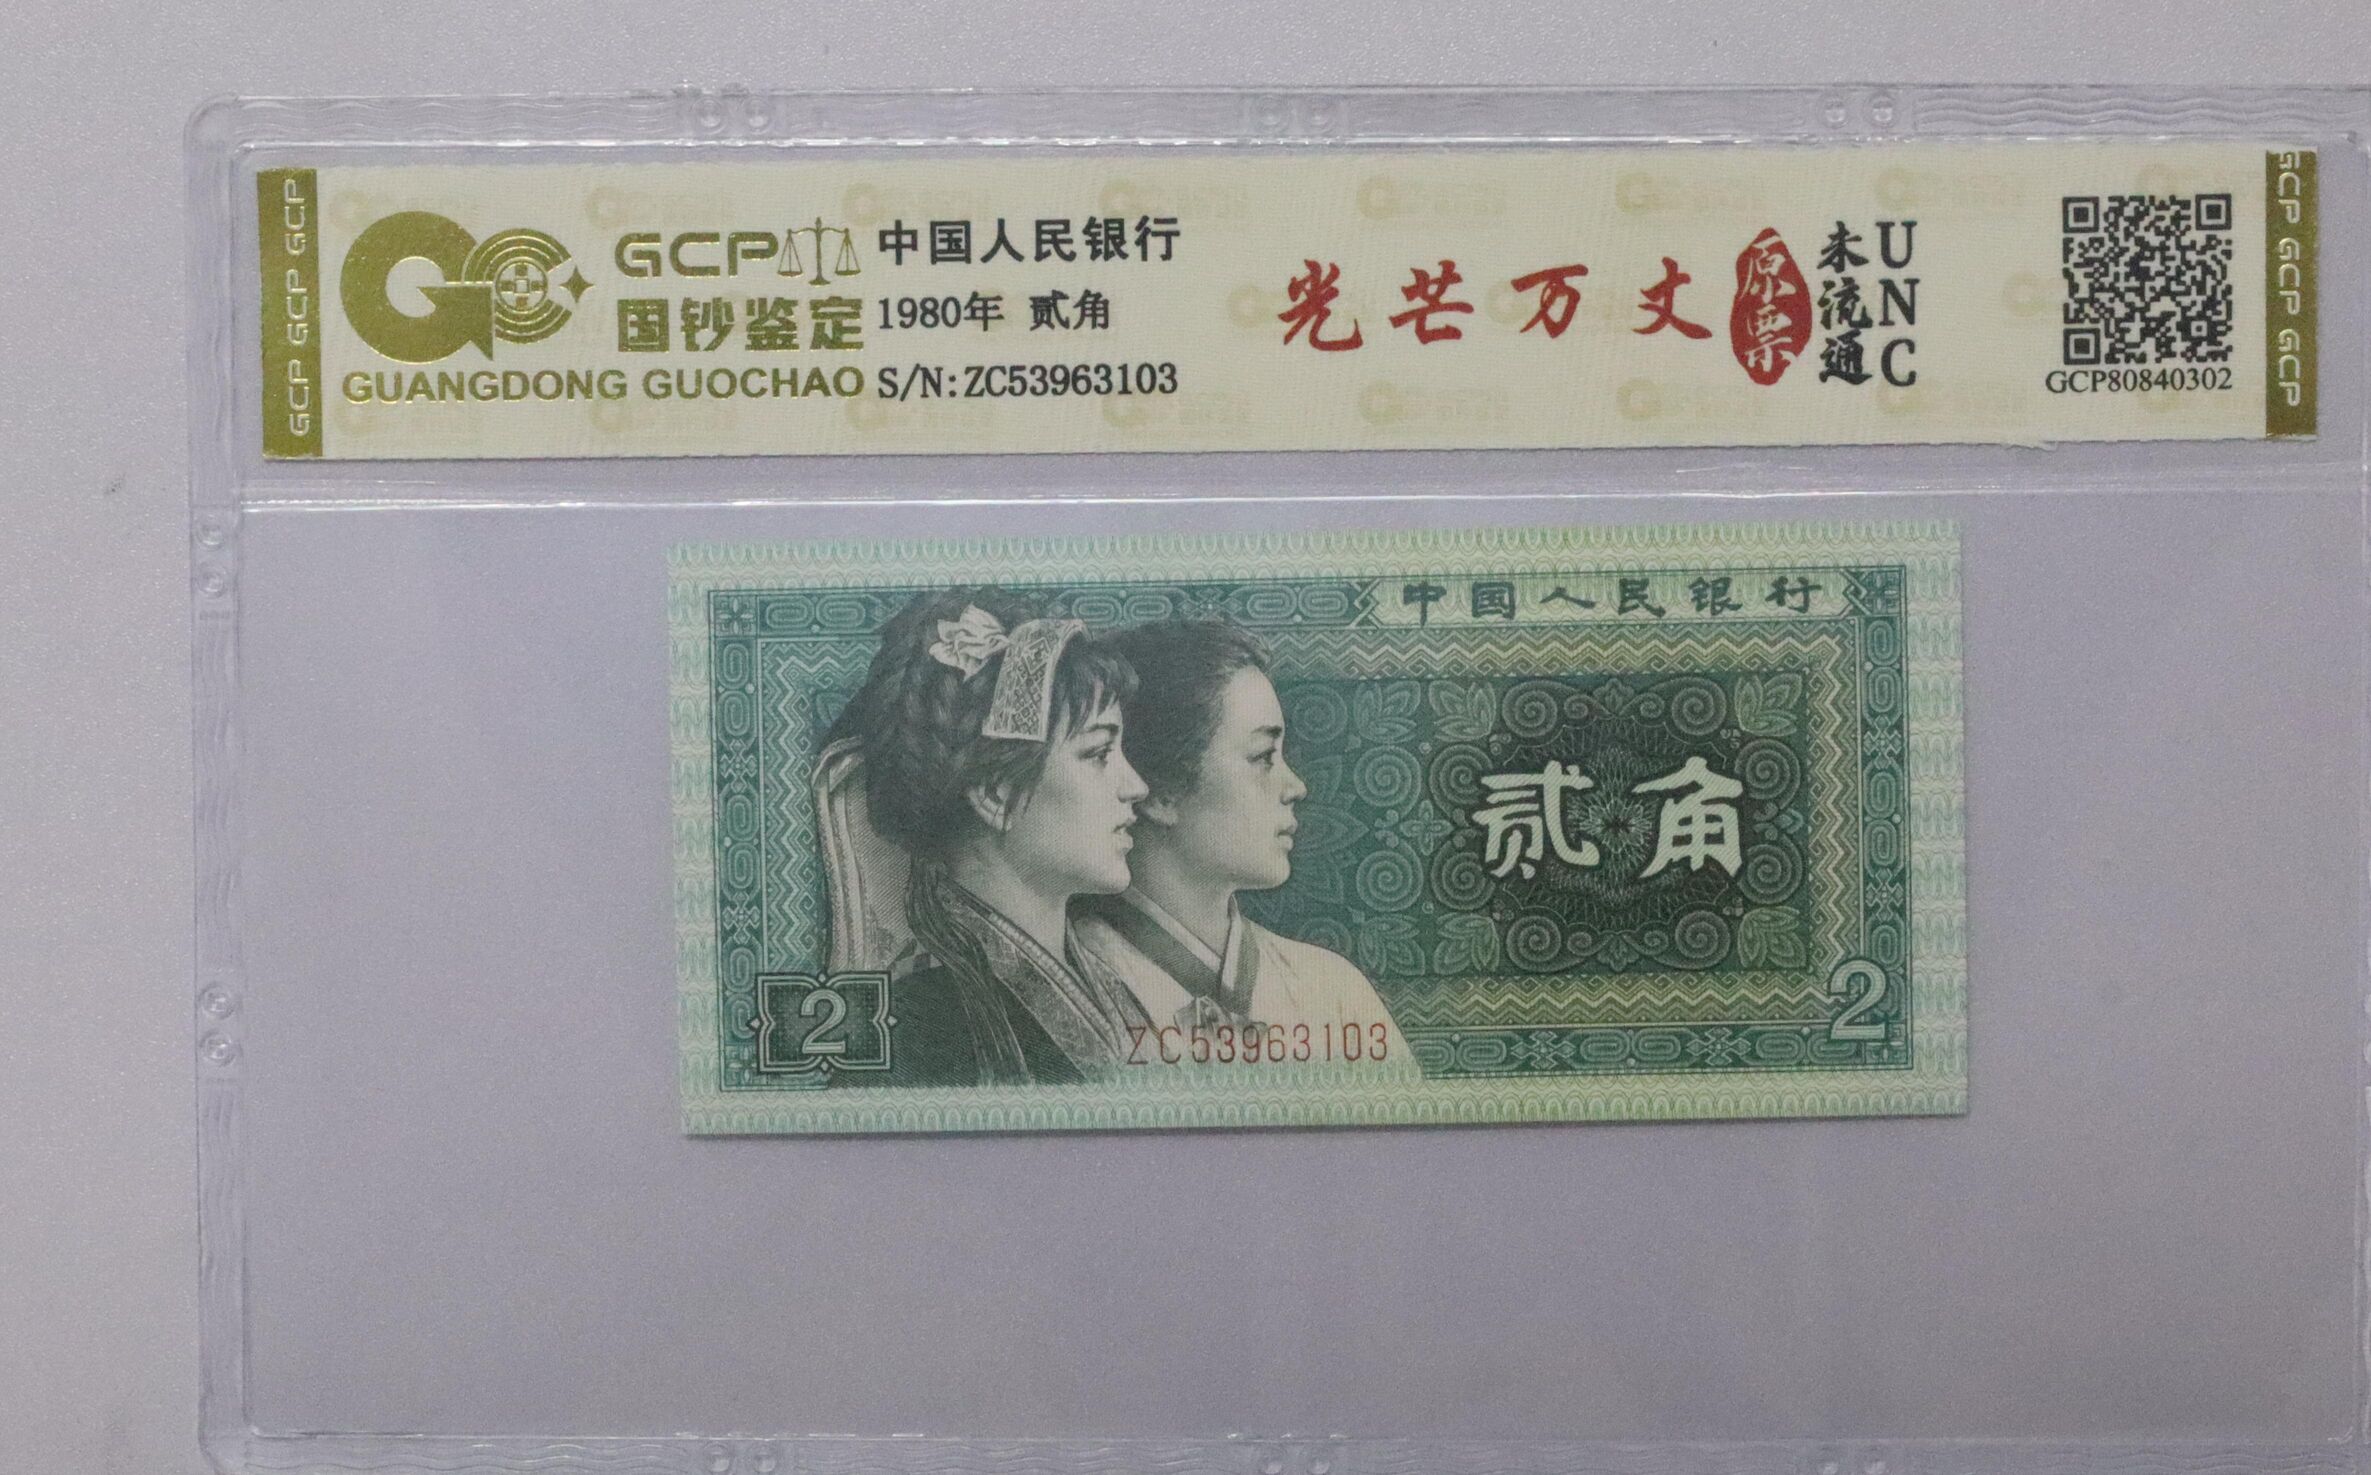 GCP GCP GCP
GCP
国钞鉴定
GUANGDONG GUOCHAO
中国人民银行
1980年 贰角
S/N:ZC53963103
光芒万丈
原票
未流通
UNC
GCP80840302
GCP GCP GCP
中国人民银行
贰角
2
2
ZC53963103